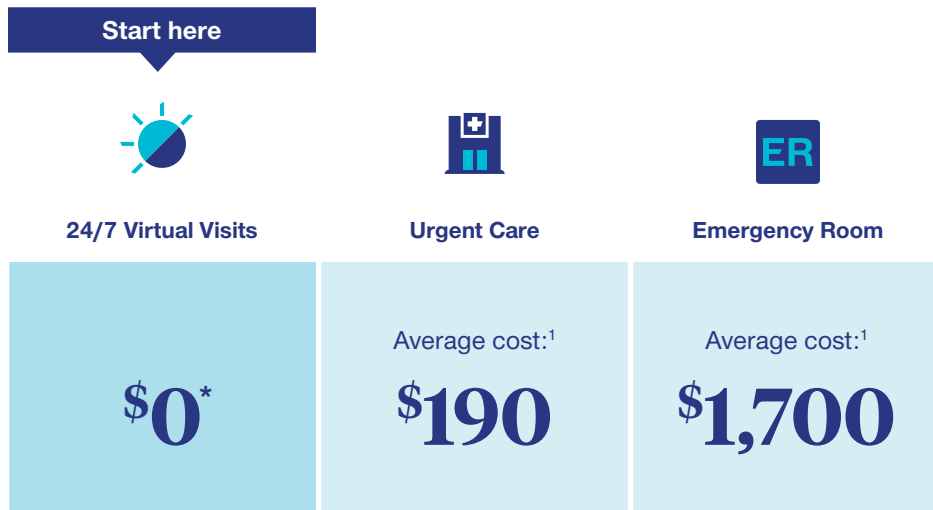 Start here
ER
24/7 Virtual Visits
Urgent Care
Emergency Room
Average cost:1
Average cost:1
$0*
$190
$1,700